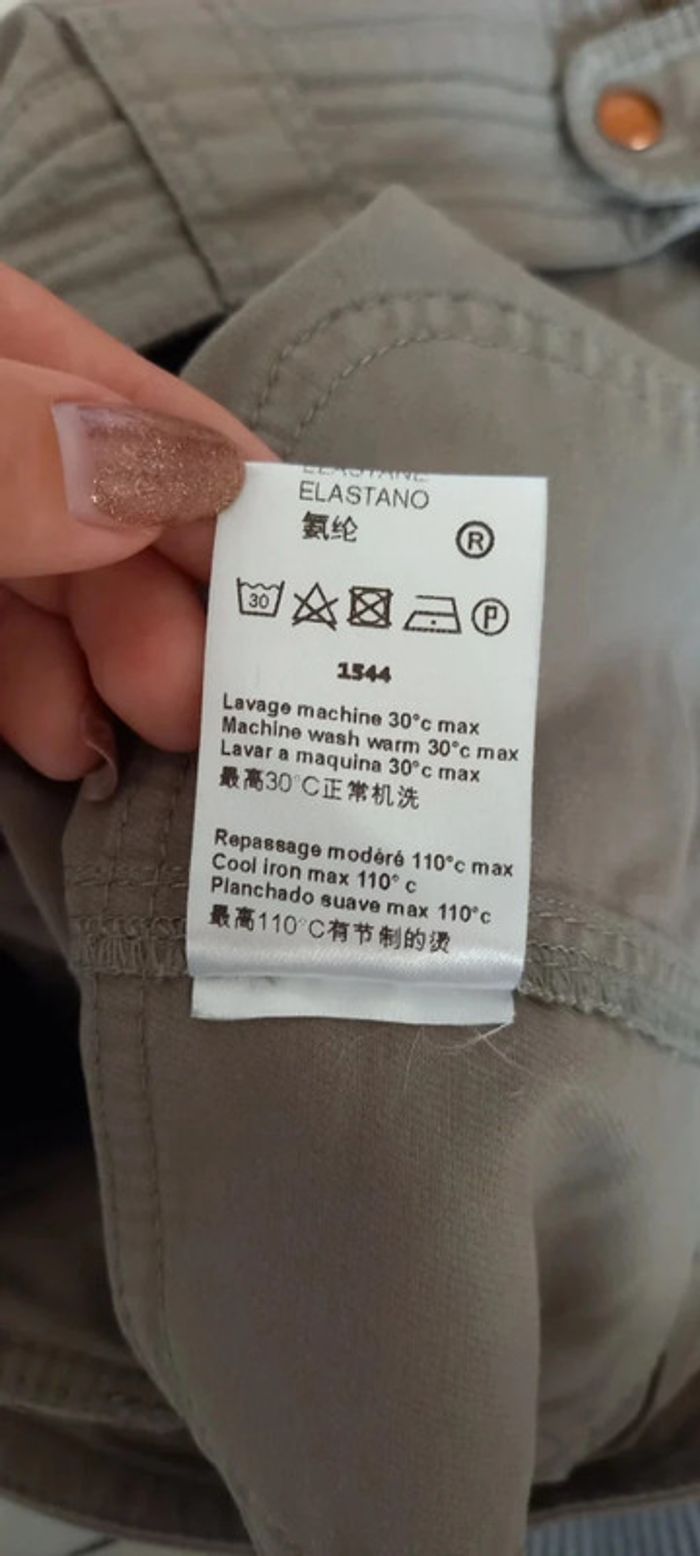 ELASTANE
ELASTANO
氨纶
®
30
P
1544
Lavage machine 30°c max
Machine wash warm 30°c max
Lavar a maquina 30°c max
最高30°C正常机洗
Repassage modéré 110°c max
Cool iron max 110° c
Planchado suave max 110°c
最高110°C有节制的烫